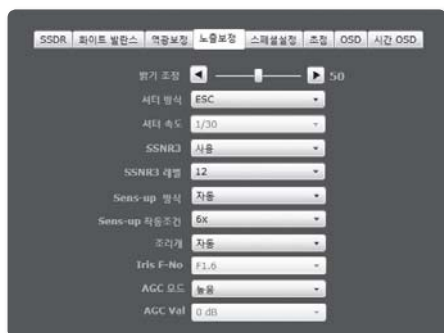 SSDR 화이트 밸런스 역광보정 노출보정 스페셜설정 초점 OSD 시간 OSD
밝기 조정 50
셔터 방식 ESC
셔터 속도 1/30
SSNR3 사용
SSNR3 레벨 12
Sens-up 방식 자동
Sens-up 작동조건 6x
조리개 자동
Iris F-No F1.6
AGC 모드 높음
AGC Val 0 dB